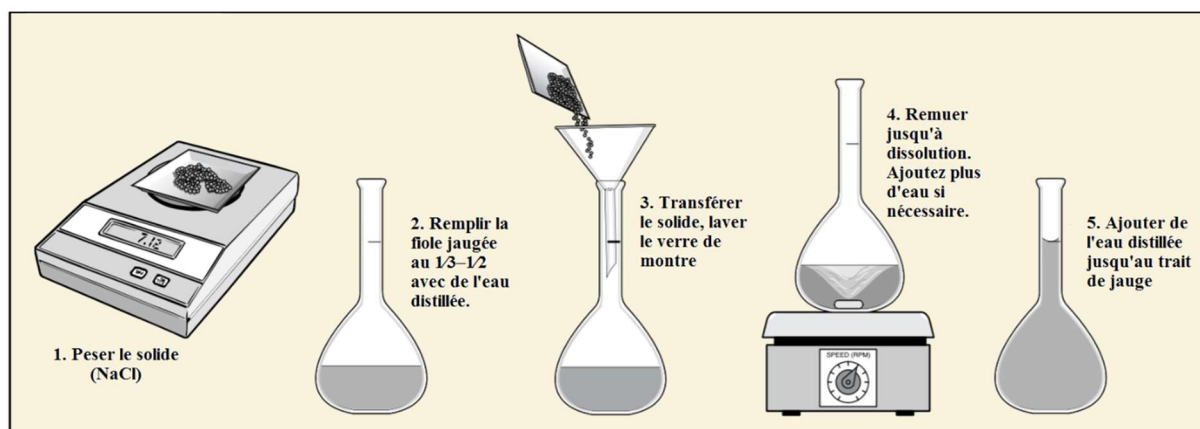 7.12
1. Peser le solide
(NaCl)
2. Remplir la
fiole jaugée
au 1⁄3–1⁄2
avec de l'eau
distillée.
3. Transférer
le solide, laver
le verre de
montre
4. Remuer
jusqu'à
dissolution.
Ajoutez plus
d'eau si
nécessaire.
SPEED (RPM)
5. Ajouter de
l'eau distillée
jusqu'au trait
de jauge